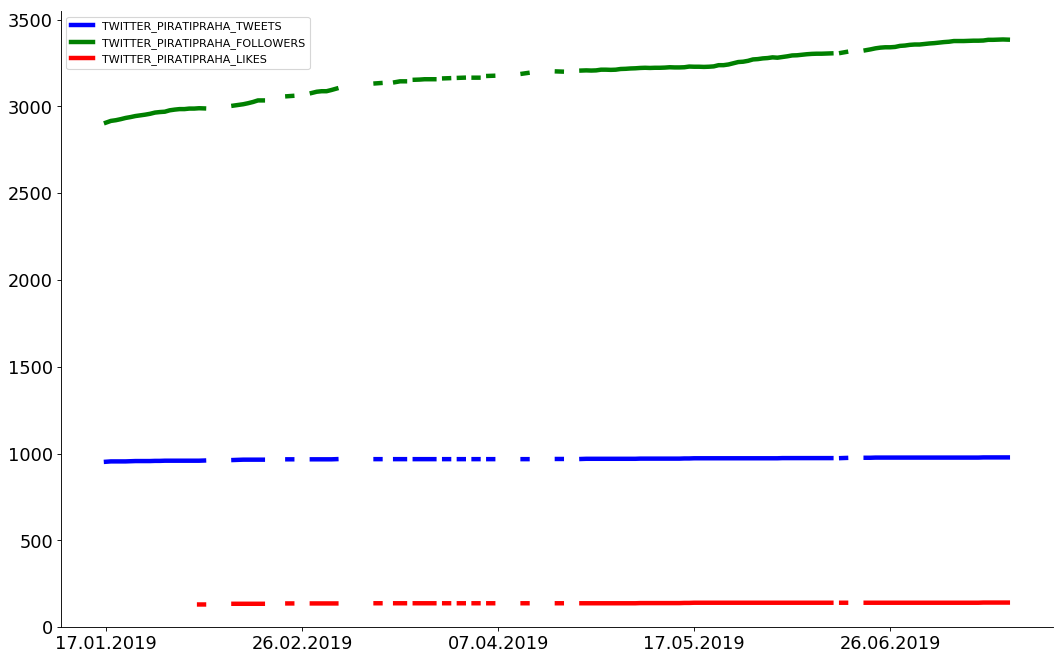 TWITTER_PIRATIPRAHA_TWEETS
TWITTER_PIRATIPRAHA_FOLLOWERS
TWITTER_PIRATIPRAHA_LIKES
3500
3000
2500
2000
1500
1000
500
0
17.01.2019 26.02.2019 07.04.2019 17.05.2019 26.06.2019